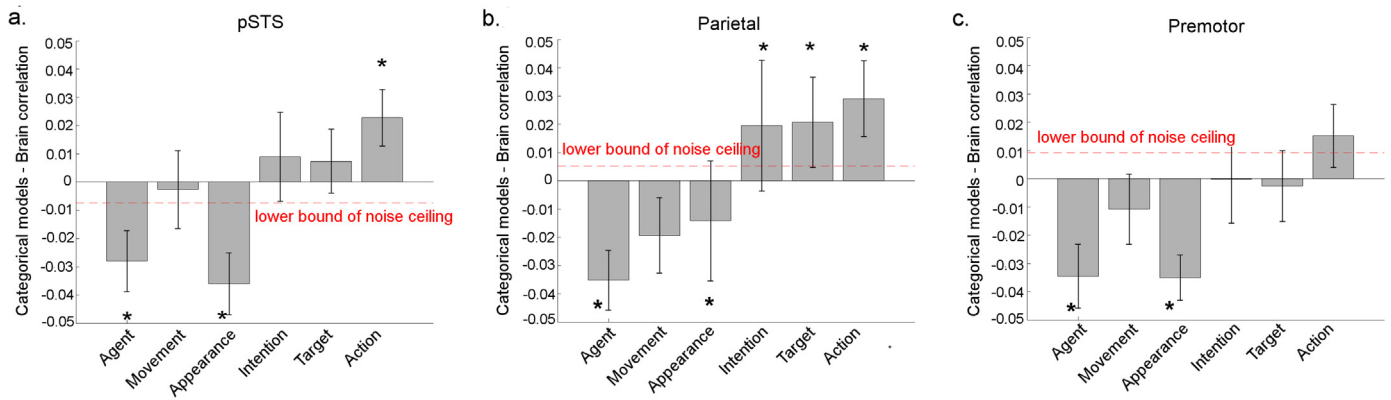 a.
pSTS
Categorical models - Brain correlation
0.05
0.04
0.03
0.02
0.01
0
-0.01
-0.02
-0.03
-0.04
-0.05
*
lower bound of noise ceiling
*
*
Agent
Movement
Appearance
Intention
Target
Action
b.
Parietal
Categorical models - Brain correlation
0.05
0.04
0.03
0.02
0.01
0
-0.01
-0.02
-0.03
-0.04
-0.05
* * *
lower bound of noise ceiling
*
*
Agent
Movement
Appearance
Intention
Target
Action
c.
Premotor
Categorical models - Brain correlation
0.05
0.04
0.03
0.02
0.01
0
-0.01
-0.02
-0.03
-0.04
-0.05
lower bound of noise ceiling
*
*
Agent
Movement
Appearance
Intention
Target
Action